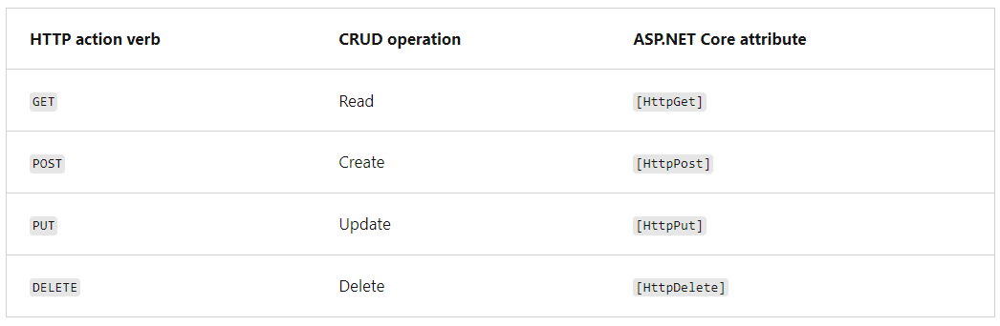 HTTP action verb CRUD operation ASP.NET Core attribute
GET Read [HttpGet]
POST Create [HttpPost]
PUT Update [HttpPut]
DELETE Delete [HttpDelete]